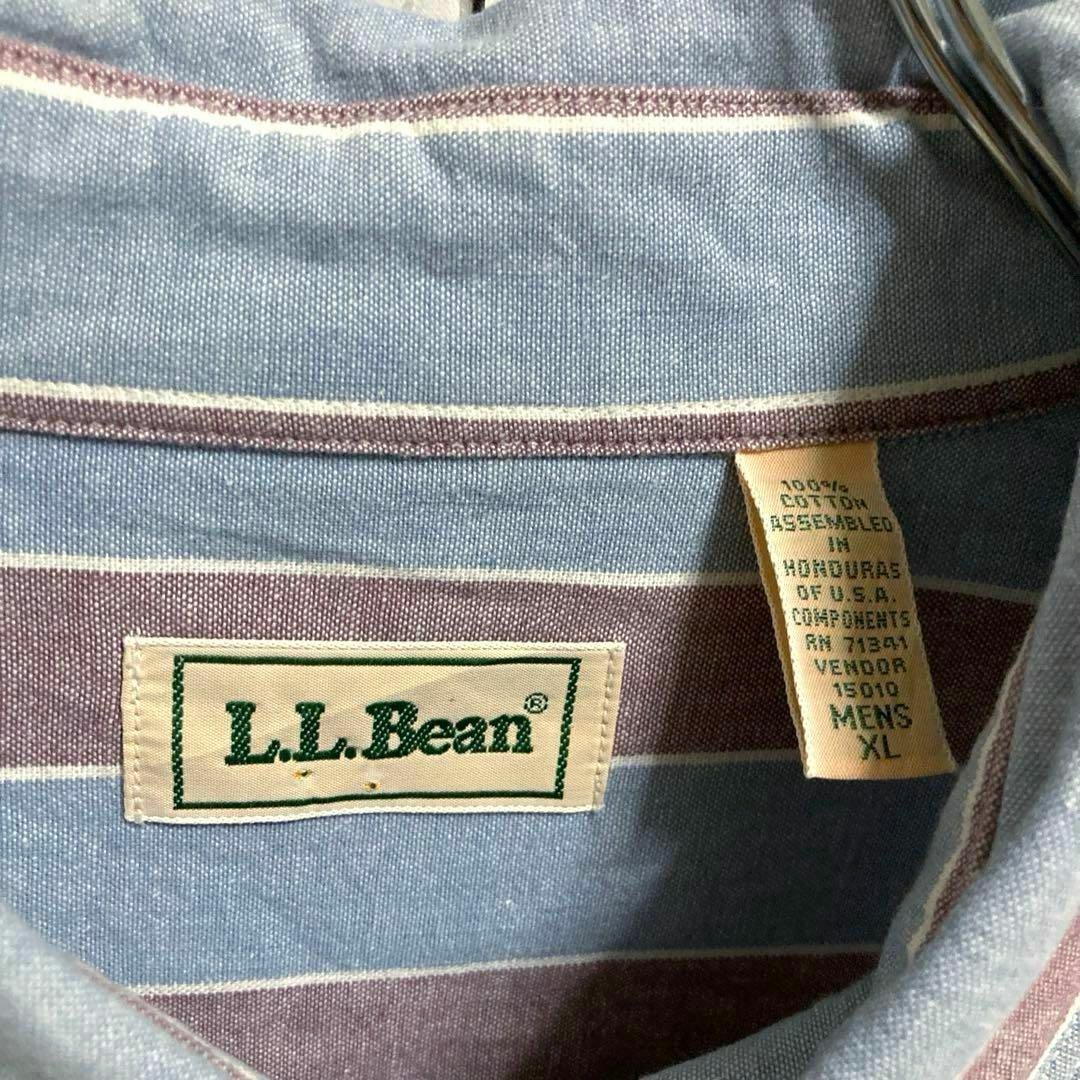 L.L.Bean®
100%
COTTON
ASSEMBLED
IN
HONDURAS
OF U.S.A.
COMPONENTS
RN 71341
VENDOR
15010
MENS
XL